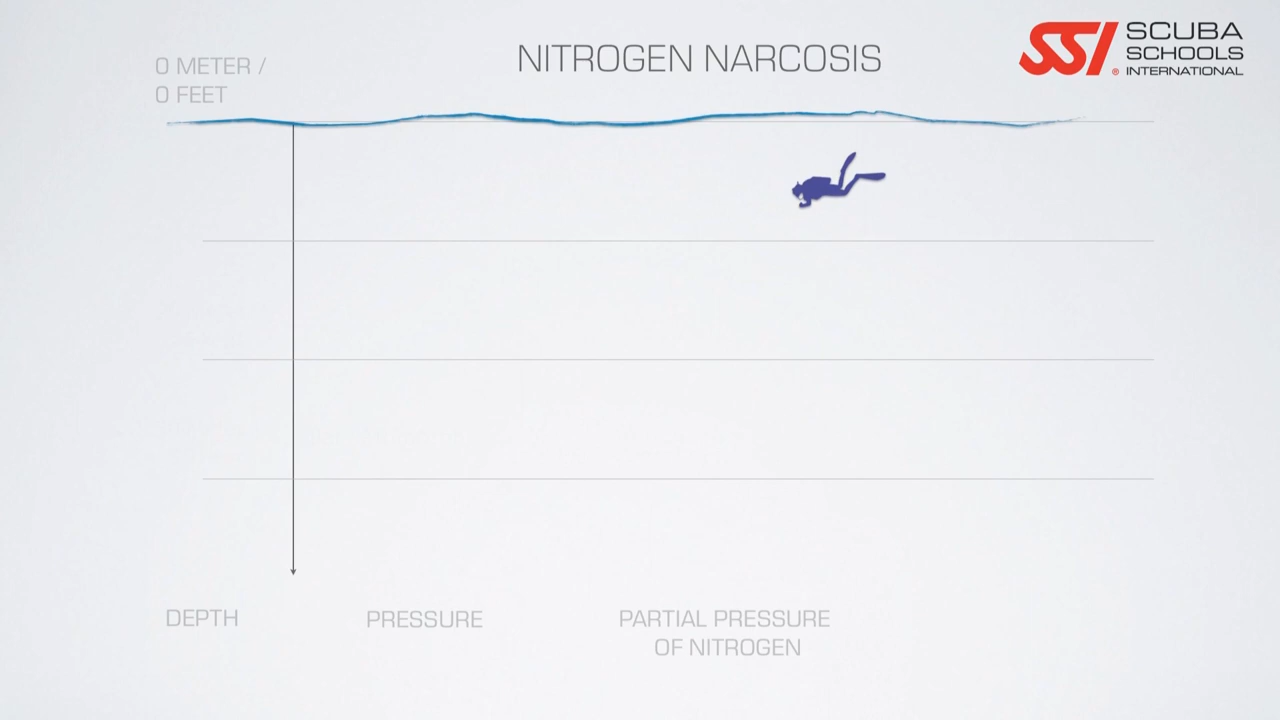 0 METER /
0 FEET
NITROGEN NARCOSIS
SSI®
SCUBA
SCHOOLS
INTERNATIONAL
DEPTH
PRESSURE
PARTIAL PRESSURE
OF NITROGEN